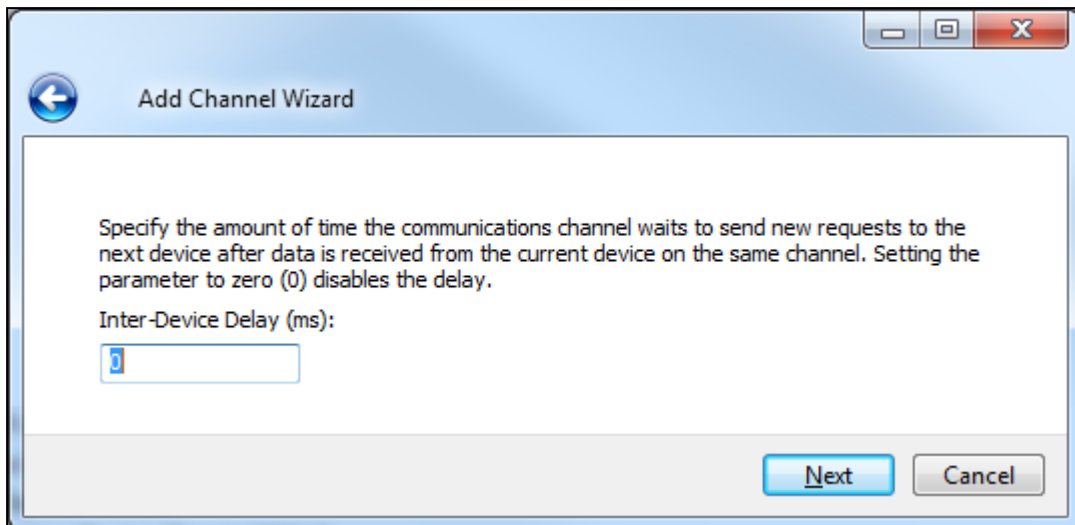 Add Channel Wizard
Specify the amount of time the communications channel waits to send new requests to the
next device after data is received from the current device on the same channel. Setting the
parameter to zero (0) disables the delay.
Inter-Device Delay (ms):
0
Next
Cancel